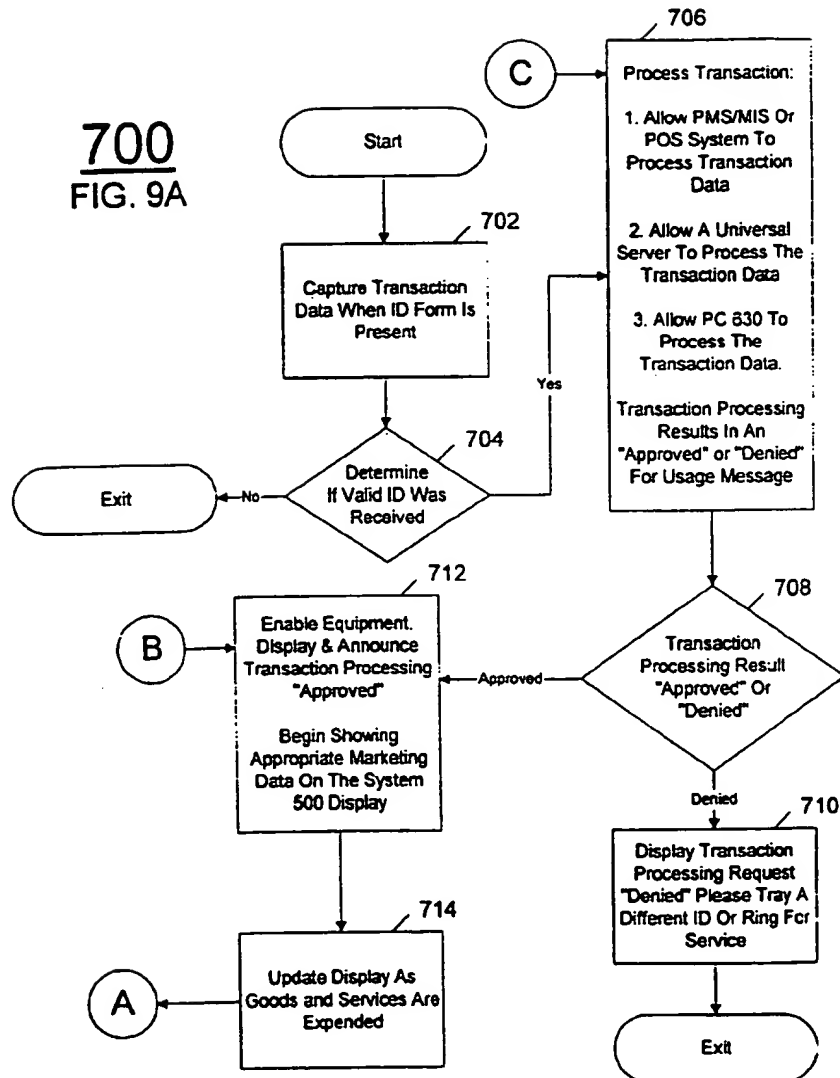 700
FIG. 9A
Start
702
Capture Transaction
Data When ID Form Is
Present
704
Determine
If Valid ID Was
Received
No
Exit
Yes
C
706
Process Transaction:
1. Allow PMS/MIS Or
POS System To
Process Transaction
Data
2. Allow A Universal
Server To Process The
Transaction Data
3. Allow PC 630 To
Process The
Transaction Data.
Transaction Processing
Results In An
"Approved" or "Denied"
For Usage Message
708
Transaction
Processing Result
"Approved" Or
"Denied"
Approved
Denied
712
B
Enable Equipment.
Display & Announce
Transaction Processing
"Approved"
Begin Showing
Appropriate Marketing
Data On The System
500 Display
714
Update Display As
Goods and Services Are
Expended
A
710
Display Transaction
Processing Request
"Denied" Please Tray A
Different ID Or Ring For
Service
Exit